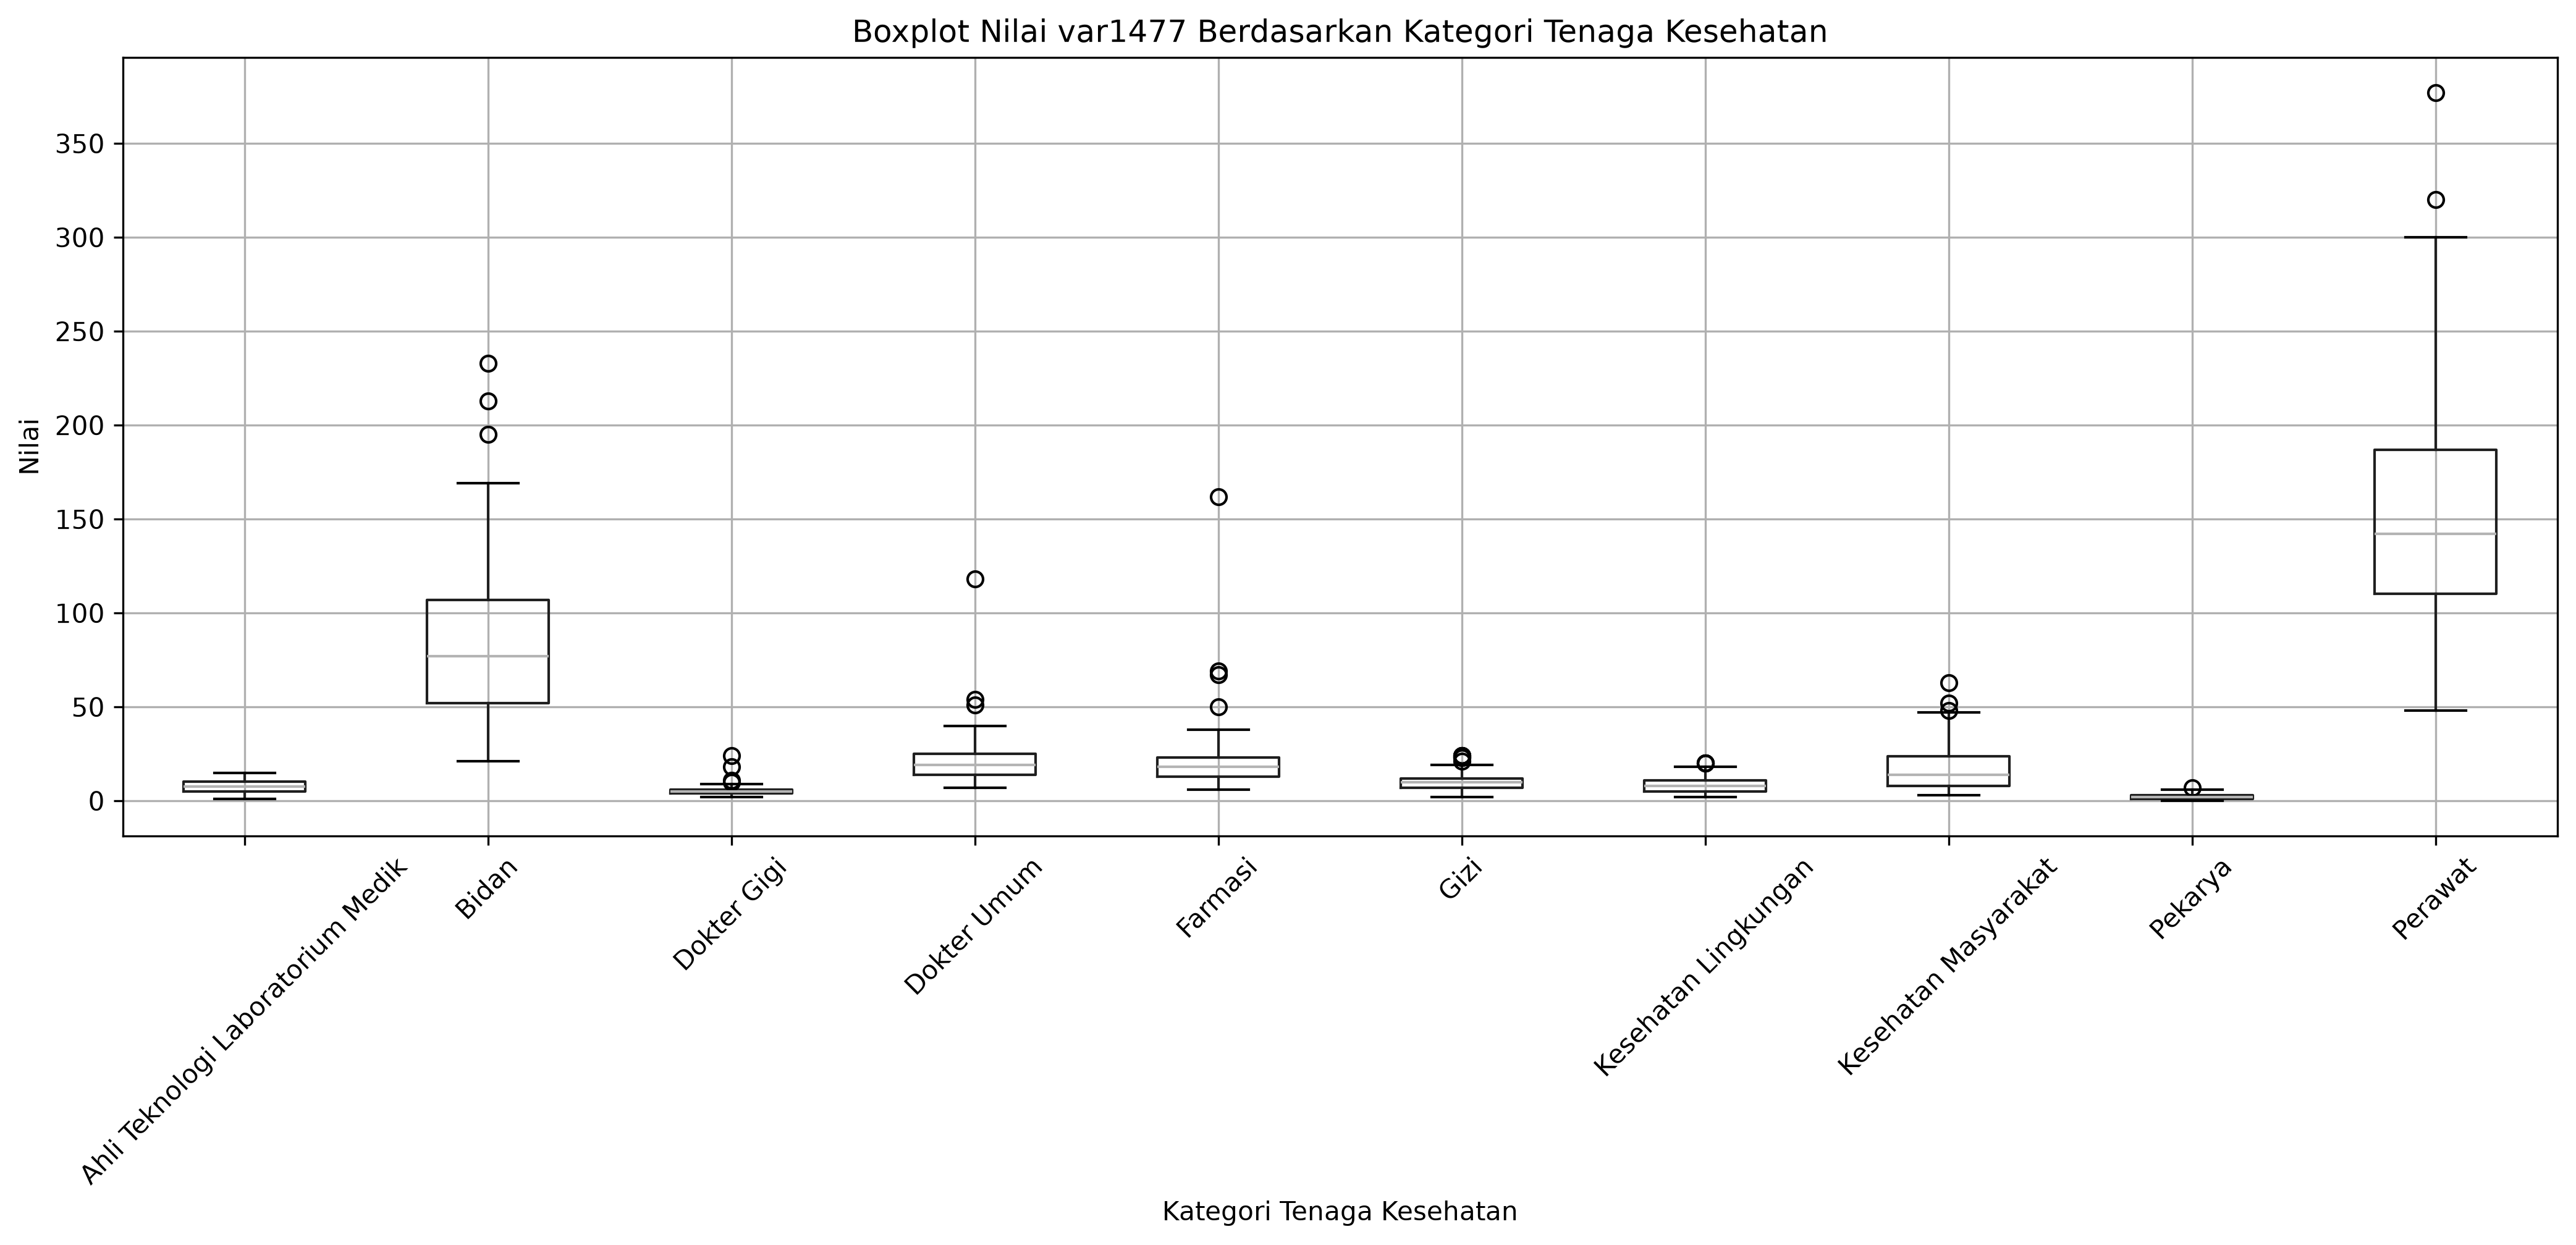 Boxplot Nilai var1477 Berdasarkan Kategori Tenaga Kesehatan
Nilai
350
300
250
200
150
100
50
0
Ahli Teknologi Laboratorium Medik
Bidan
Dokter Gigi
Dokter Umum
Farmasi
Gizi
Kesehatan Lingkungan
Kesehatan Masyarakat
Pekarya
Perawat
Kategori Tenaga Kesehatan